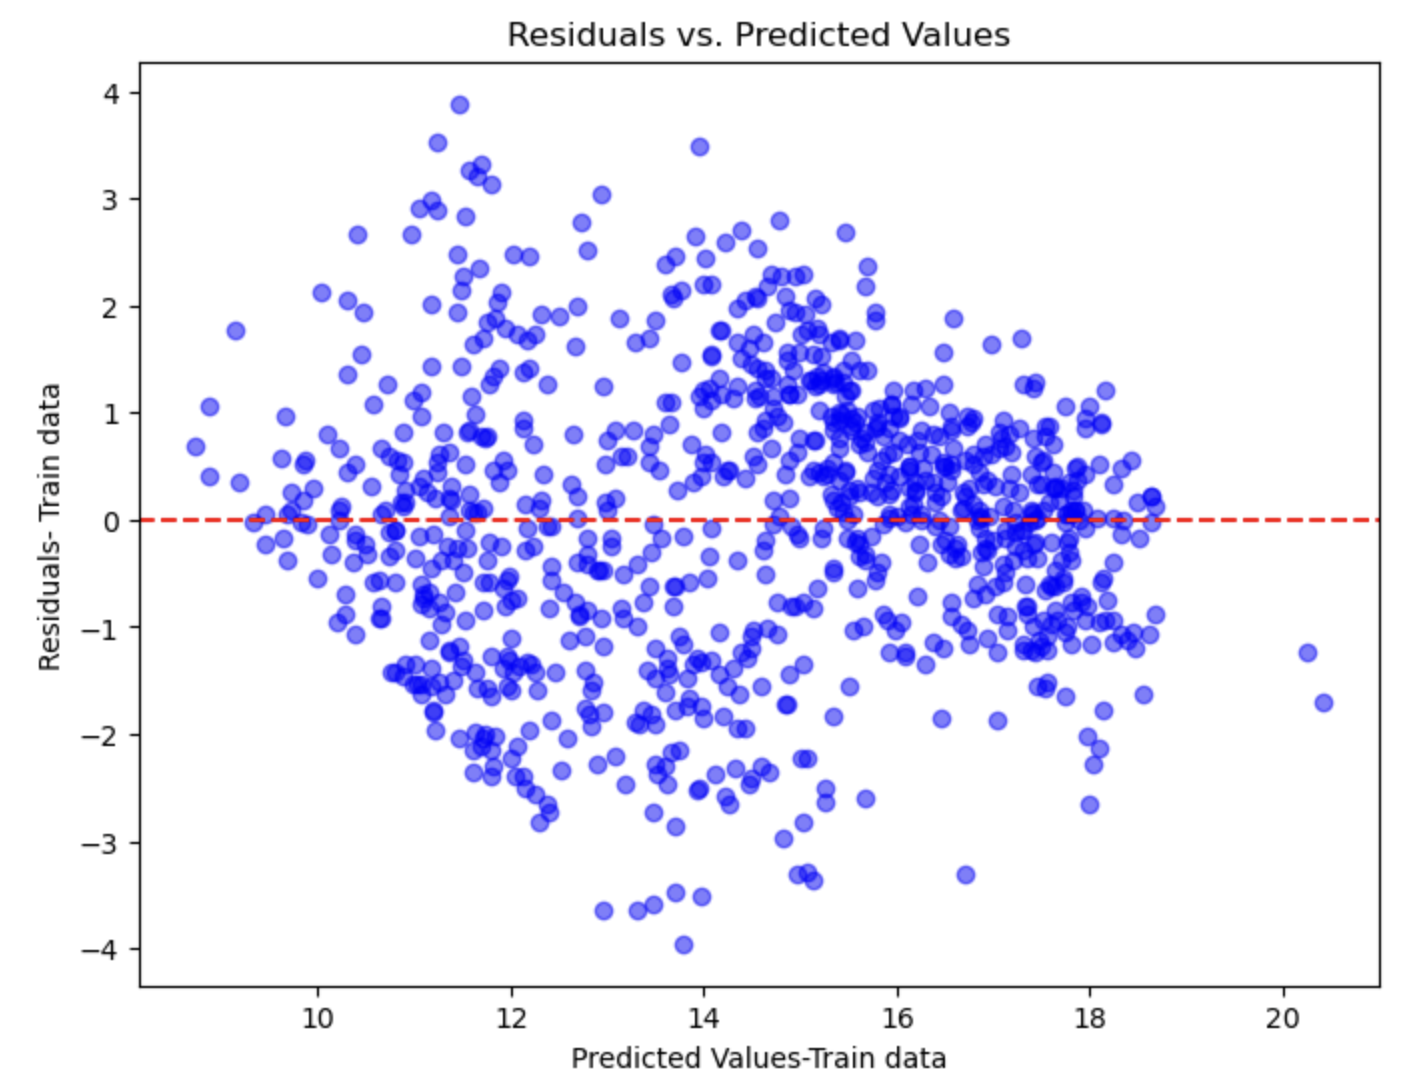 Residuals vs. Predicted Values
4
3
2
1
0
−1
−2
−3
−4
Residuals- Train data
10 12 14 16 18 20
Predicted Values-Train data